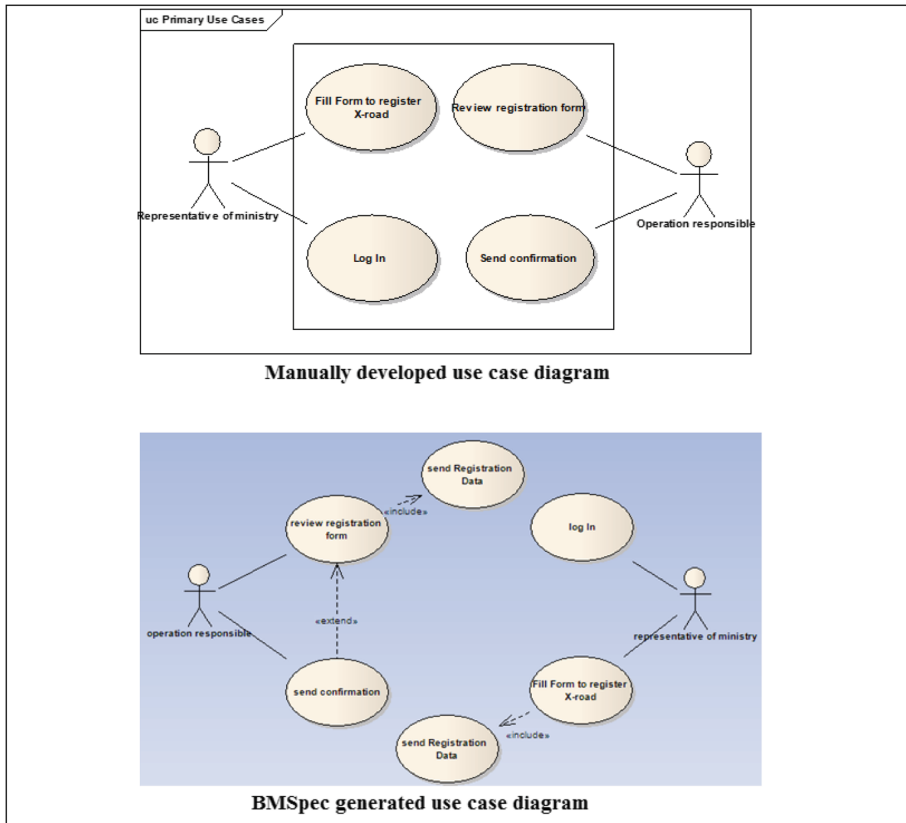 uc Primary Use Cases
Fill Form to register
X-road
Review registration form
Representative of ministry
Operation responsible
Log In
Send confirmation
Manually developed use case diagram
send Registration
Data
«include»
review registration
form
log In
operation responsible
«extend»
representative of ministry
send confirmation
Fill Form to register
X-road
«include»
send Registration
Data
BMSpec generated use case diagram